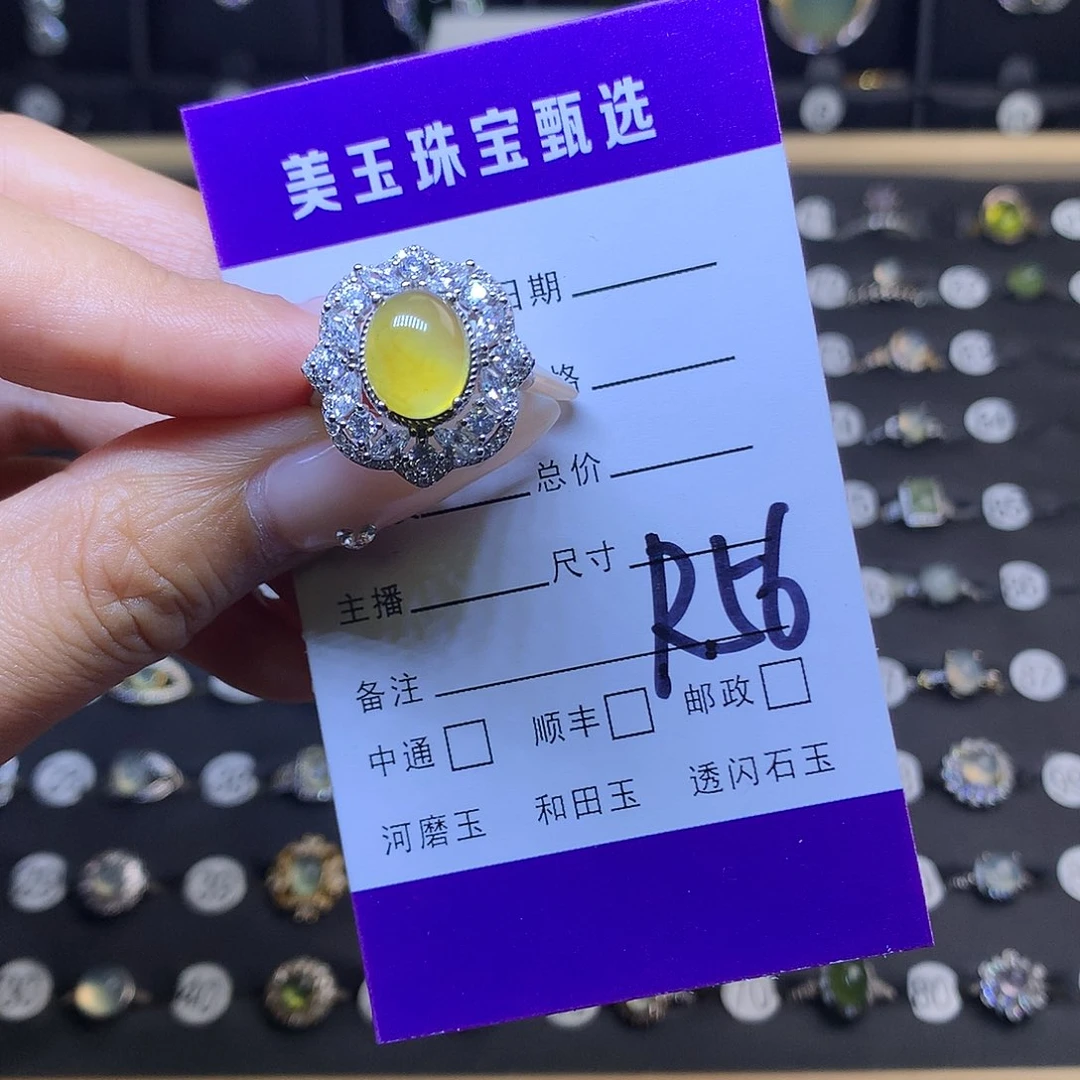 美玉珠宝甄选
日期
格
总价
主播 尺寸
R56
备注
中通 顺丰 邮政
河磨玉 和田玉 透闪石玉